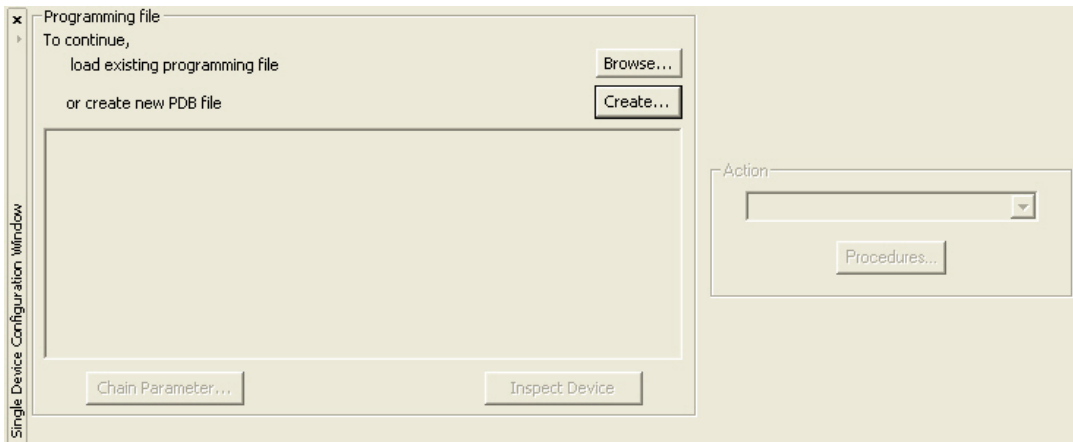 Programming file
To continue,
load existing programming file
Browse...
or create new PDB file
Create...
Action
Procedures...
Chain Parameter...
Inspect Device
Single Device Configuration Window